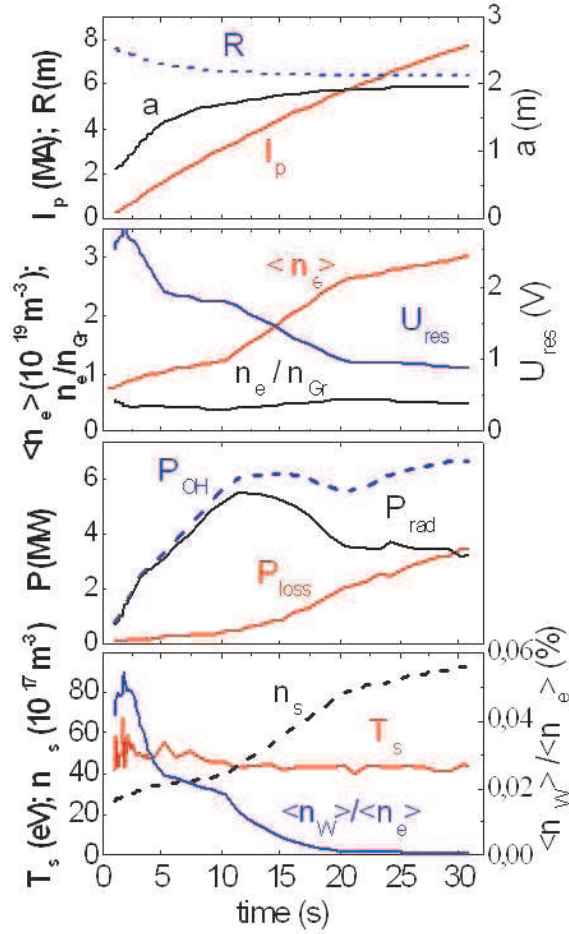 I_p (MA); R(m)
8
6
4
2
0
R
a
I_p
3
2
1
0
a (m)
<n_e> (10^19 m^-3);
n_e/n_Gr
3
2
1
0
<n_e>
U_res
n_e / n_Gr
2
1
0
U_res (V)
P(MW)
6
4
2
0
P_OH
P_rad
P_loss
T_s (eV); n_s (10^17 m^-3)
80
60
40
20
0
n_s
T_s
<n_W>/<n_e>
0,06
0,04
0,02
0,00
<n_W>/<n_e> (%)
0 5 10 15 20 25 30
time (s)